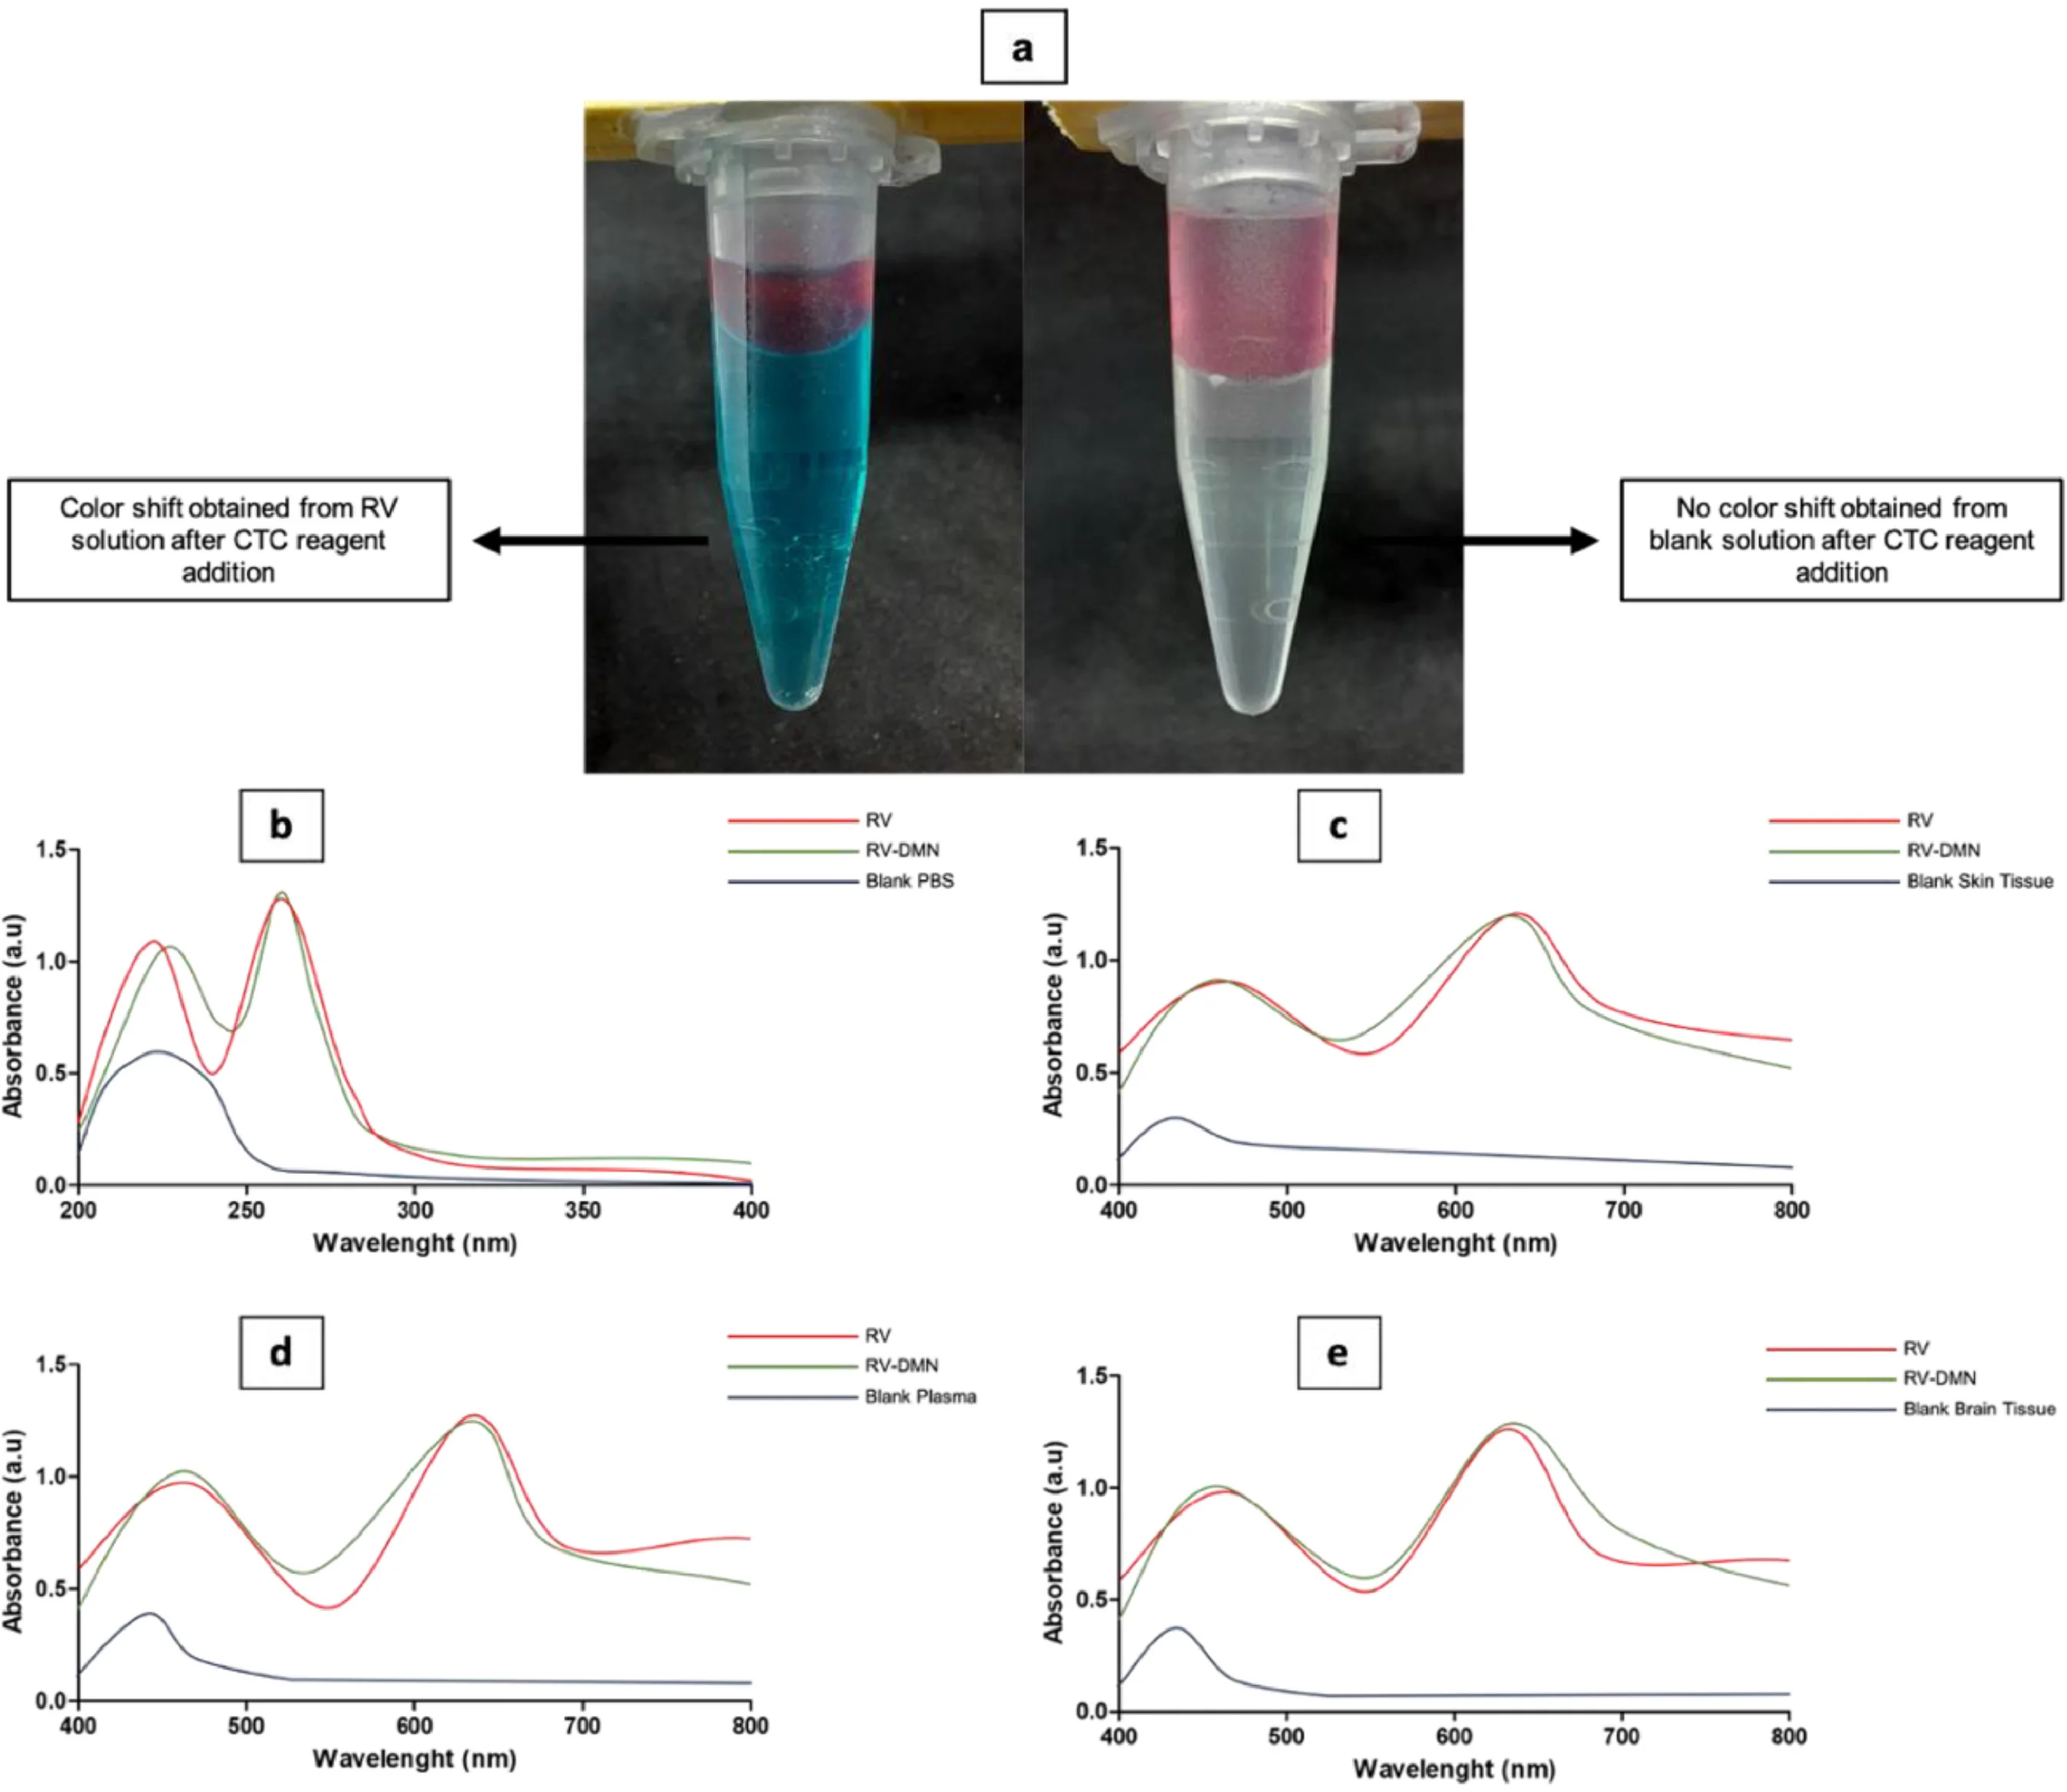 a
Color shift obtained from RV
solution after CTC reagent
addition
No color shift obtained from
blank solution after CTC reagent
addition
b
RV
RV-DMN
Blank PBS
1.5
1.0
0.5
0.0
Absorbance (a.u)
200 250 300 350 400
Wavelenght (nm)
c
RV
RV-DMN
Blank Skin Tissue
1.5
1.0
0.5
0.0
Absorbance (a.u)
400 500 600 700 800
Wavelenght (nm)
d
RV
RV-DMN
Blank Plasma
1.5
1.0
0.5
0.0
Absorbance (a.u)
400 500 600 700 800
Wavelenght (nm)
e
RV
RV-DMN
Blank Brain Tissue
1.5
1.0
0.5
0.0
Absorbance (a.u)
400 500 600 700 800
Wavelenght (nm)